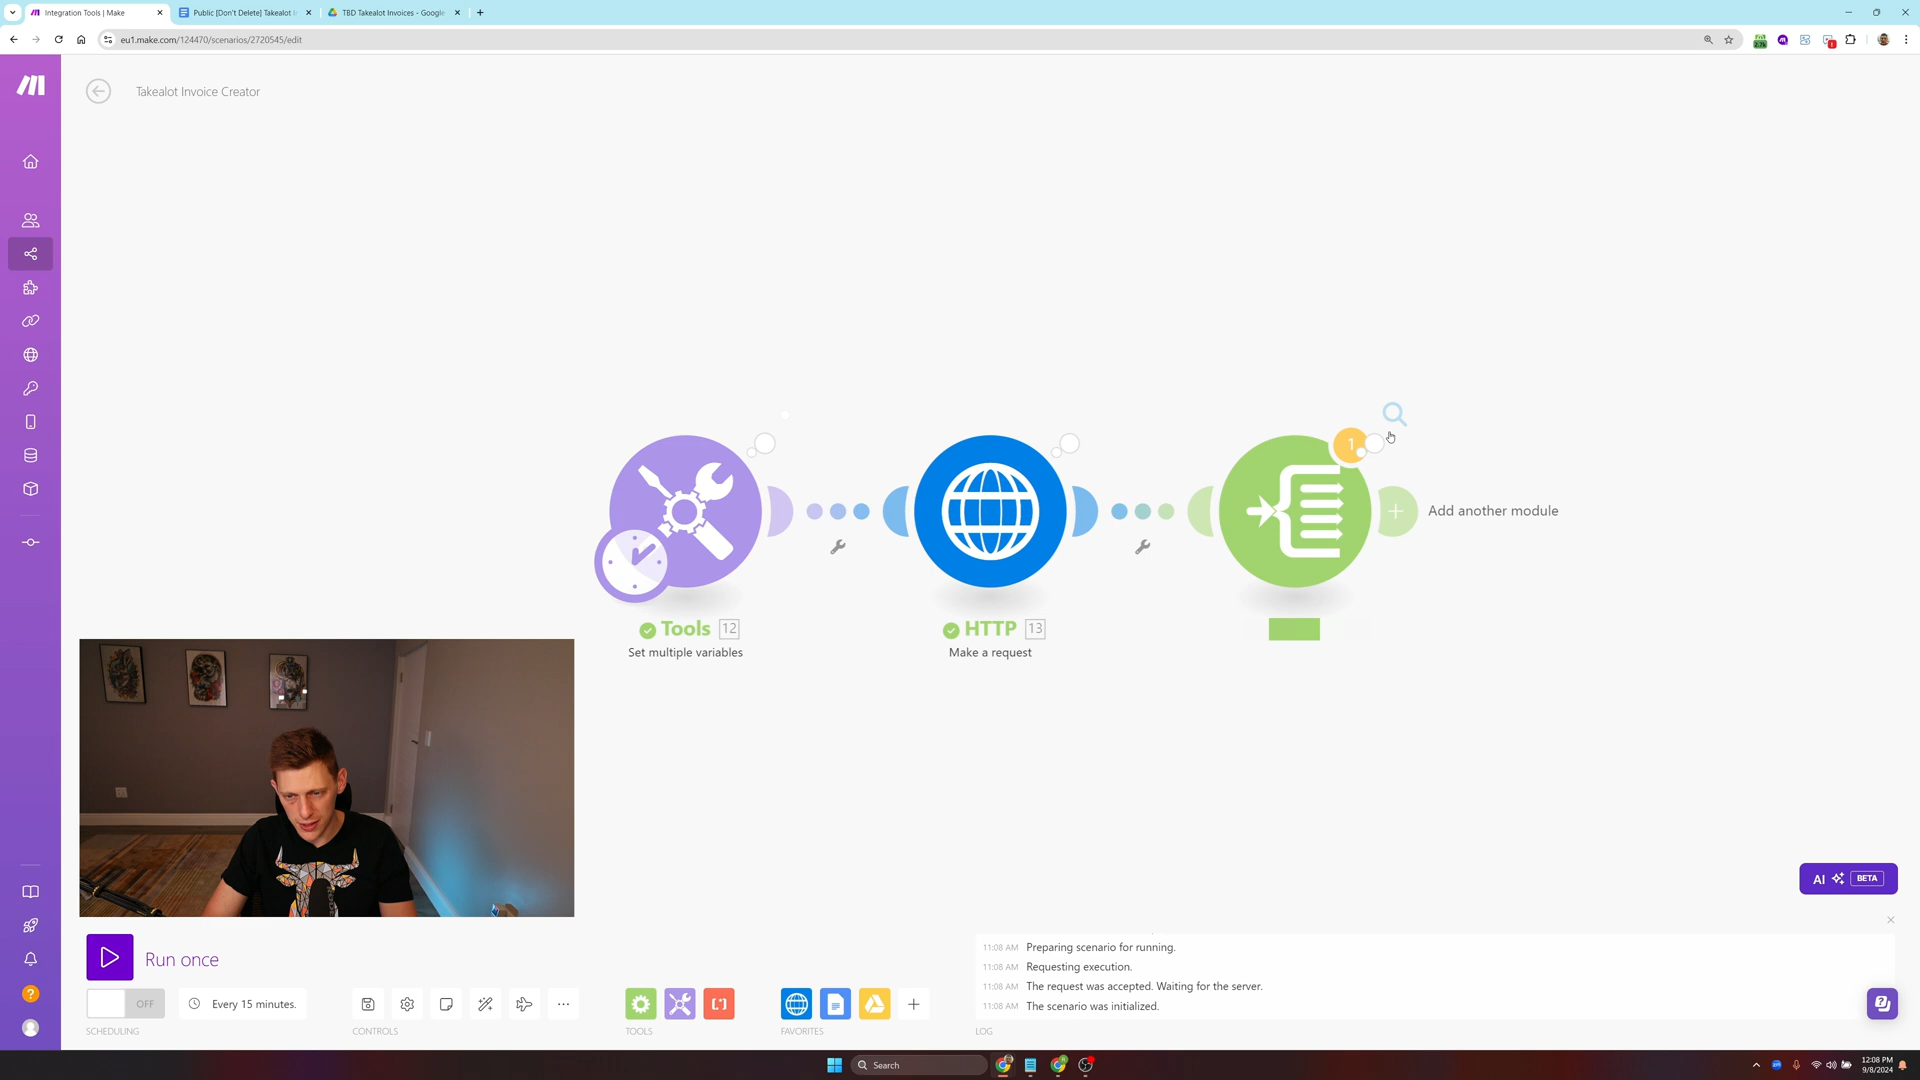 Integration Tools | Make
Public [Don't Delete] Takealot I
TBD Takealot Invoices - Google
eu1.make.com/124470/scenarios/2720545/edit
Takealot Invoice Creator
1
Add another module
Tools 12
Set multiple variables
HTTP 13
Make a request
AI BETA
Run once
OFF
Every 15 minutes.
SCHEDULING
CONTROLS
TOOLS
FAVORITES
LOG
11:08 AM Preparing scenario for running.
11:08 AM Requesting execution.
11:08 AM The request was accepted. Waiting for the server.
11:08 AM The scenario was initialized.
Search
12:08 PM
9/8/2024